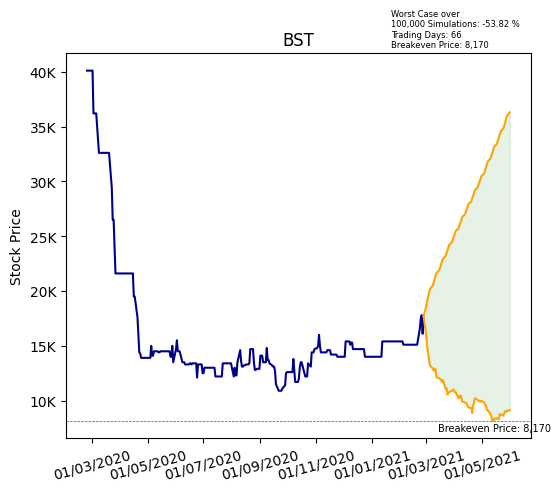 Worst Case over
100,000 Simulations: -53.82 %
Trading Days: 66
Breakeven Price: 8,170
BST
Stock Price
40K
35K
30K
25K
20K
15K
10K
Breakeven Price: 8,170
01/03/2020
01/05/2020
01/07/2020
01/09/2020
01/11/2020
01/01/2021
01/03/2021
01/05/2021